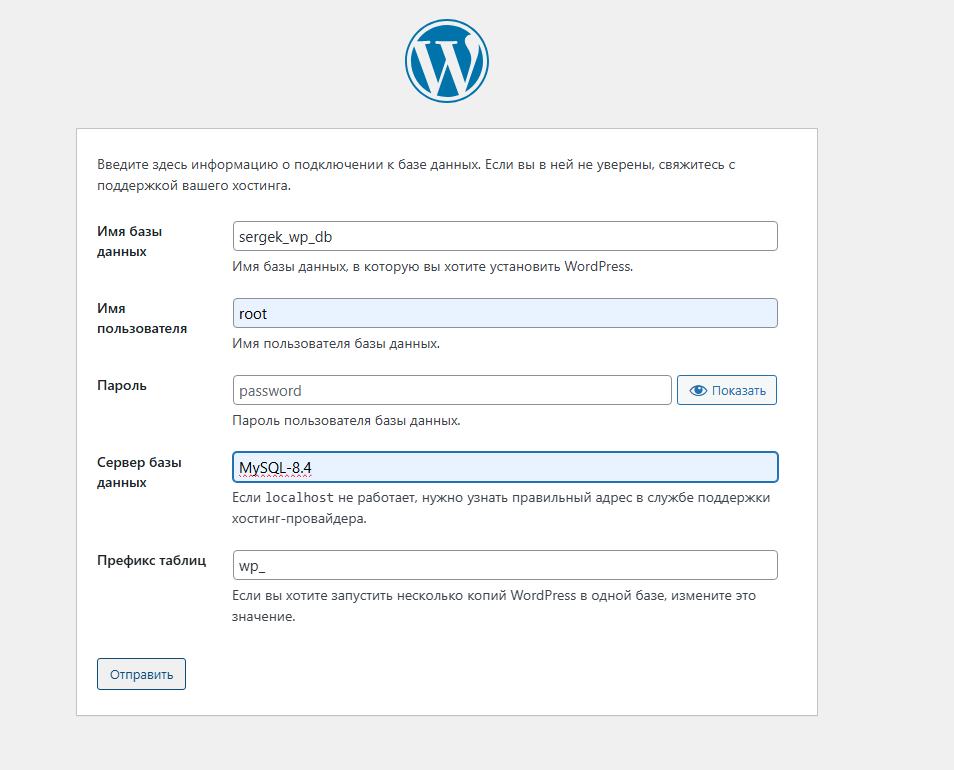 Введите здесь информацию о подключении к базе данных. Если вы в ней не уверены, свяжитесь с
поддержкой вашего хостинга.
Имя базы
данных
sergek_wp_db
Имя базы данных, в которую вы хотите установить WordPress.
Имя
пользователя
root
Имя пользователя базы данных.
Пароль
password
Показать
Пароль пользователя базы данных.
Сервер базы
данных
MySQL-8.4
Если localhost не работает, нужно узнать правильный адрес в службе поддержки
хостинг-провайдера.
Префикс таблиц
wp_
Если вы хотите запустить несколько копий WordPress в одной базе, измените это
значение.
Отправить